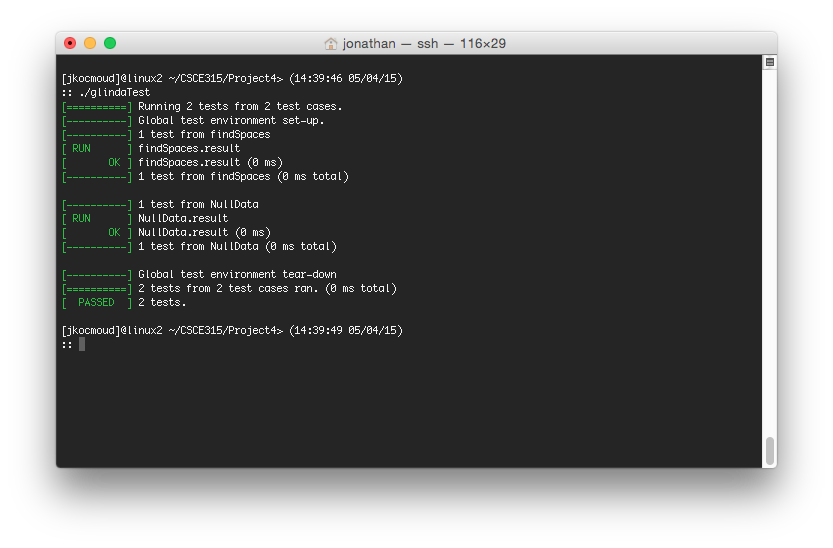 jonathan — ssh — 116×29
[jkocmoud]@linux2 ~/CSCE315/Project4> (14:39:46 05/04/15)
:: ./glindaTest
[==========] Running 2 tests from 2 test cases.
[----------] Global test environment set-up.
[----------] 1 test from findSpaces
[ RUN      ] findSpaces.result
[       OK ] findSpaces.result (0 ms)
[----------] 1 test from findSpaces (0 ms total)
[----------] 1 test from NullData
[ RUN      ] NullData.result
[       OK ] NullData.result (0 ms)
[----------] 1 test from NullData (0 ms total)
[----------] Global test environment tear-down
[==========] 2 tests from 2 test cases ran. (0 ms total)
[  PASSED  ] 2 tests.
[jkocmoud]@linux2 ~/CSCE315/Project4> (14:39:49 05/04/15)
::